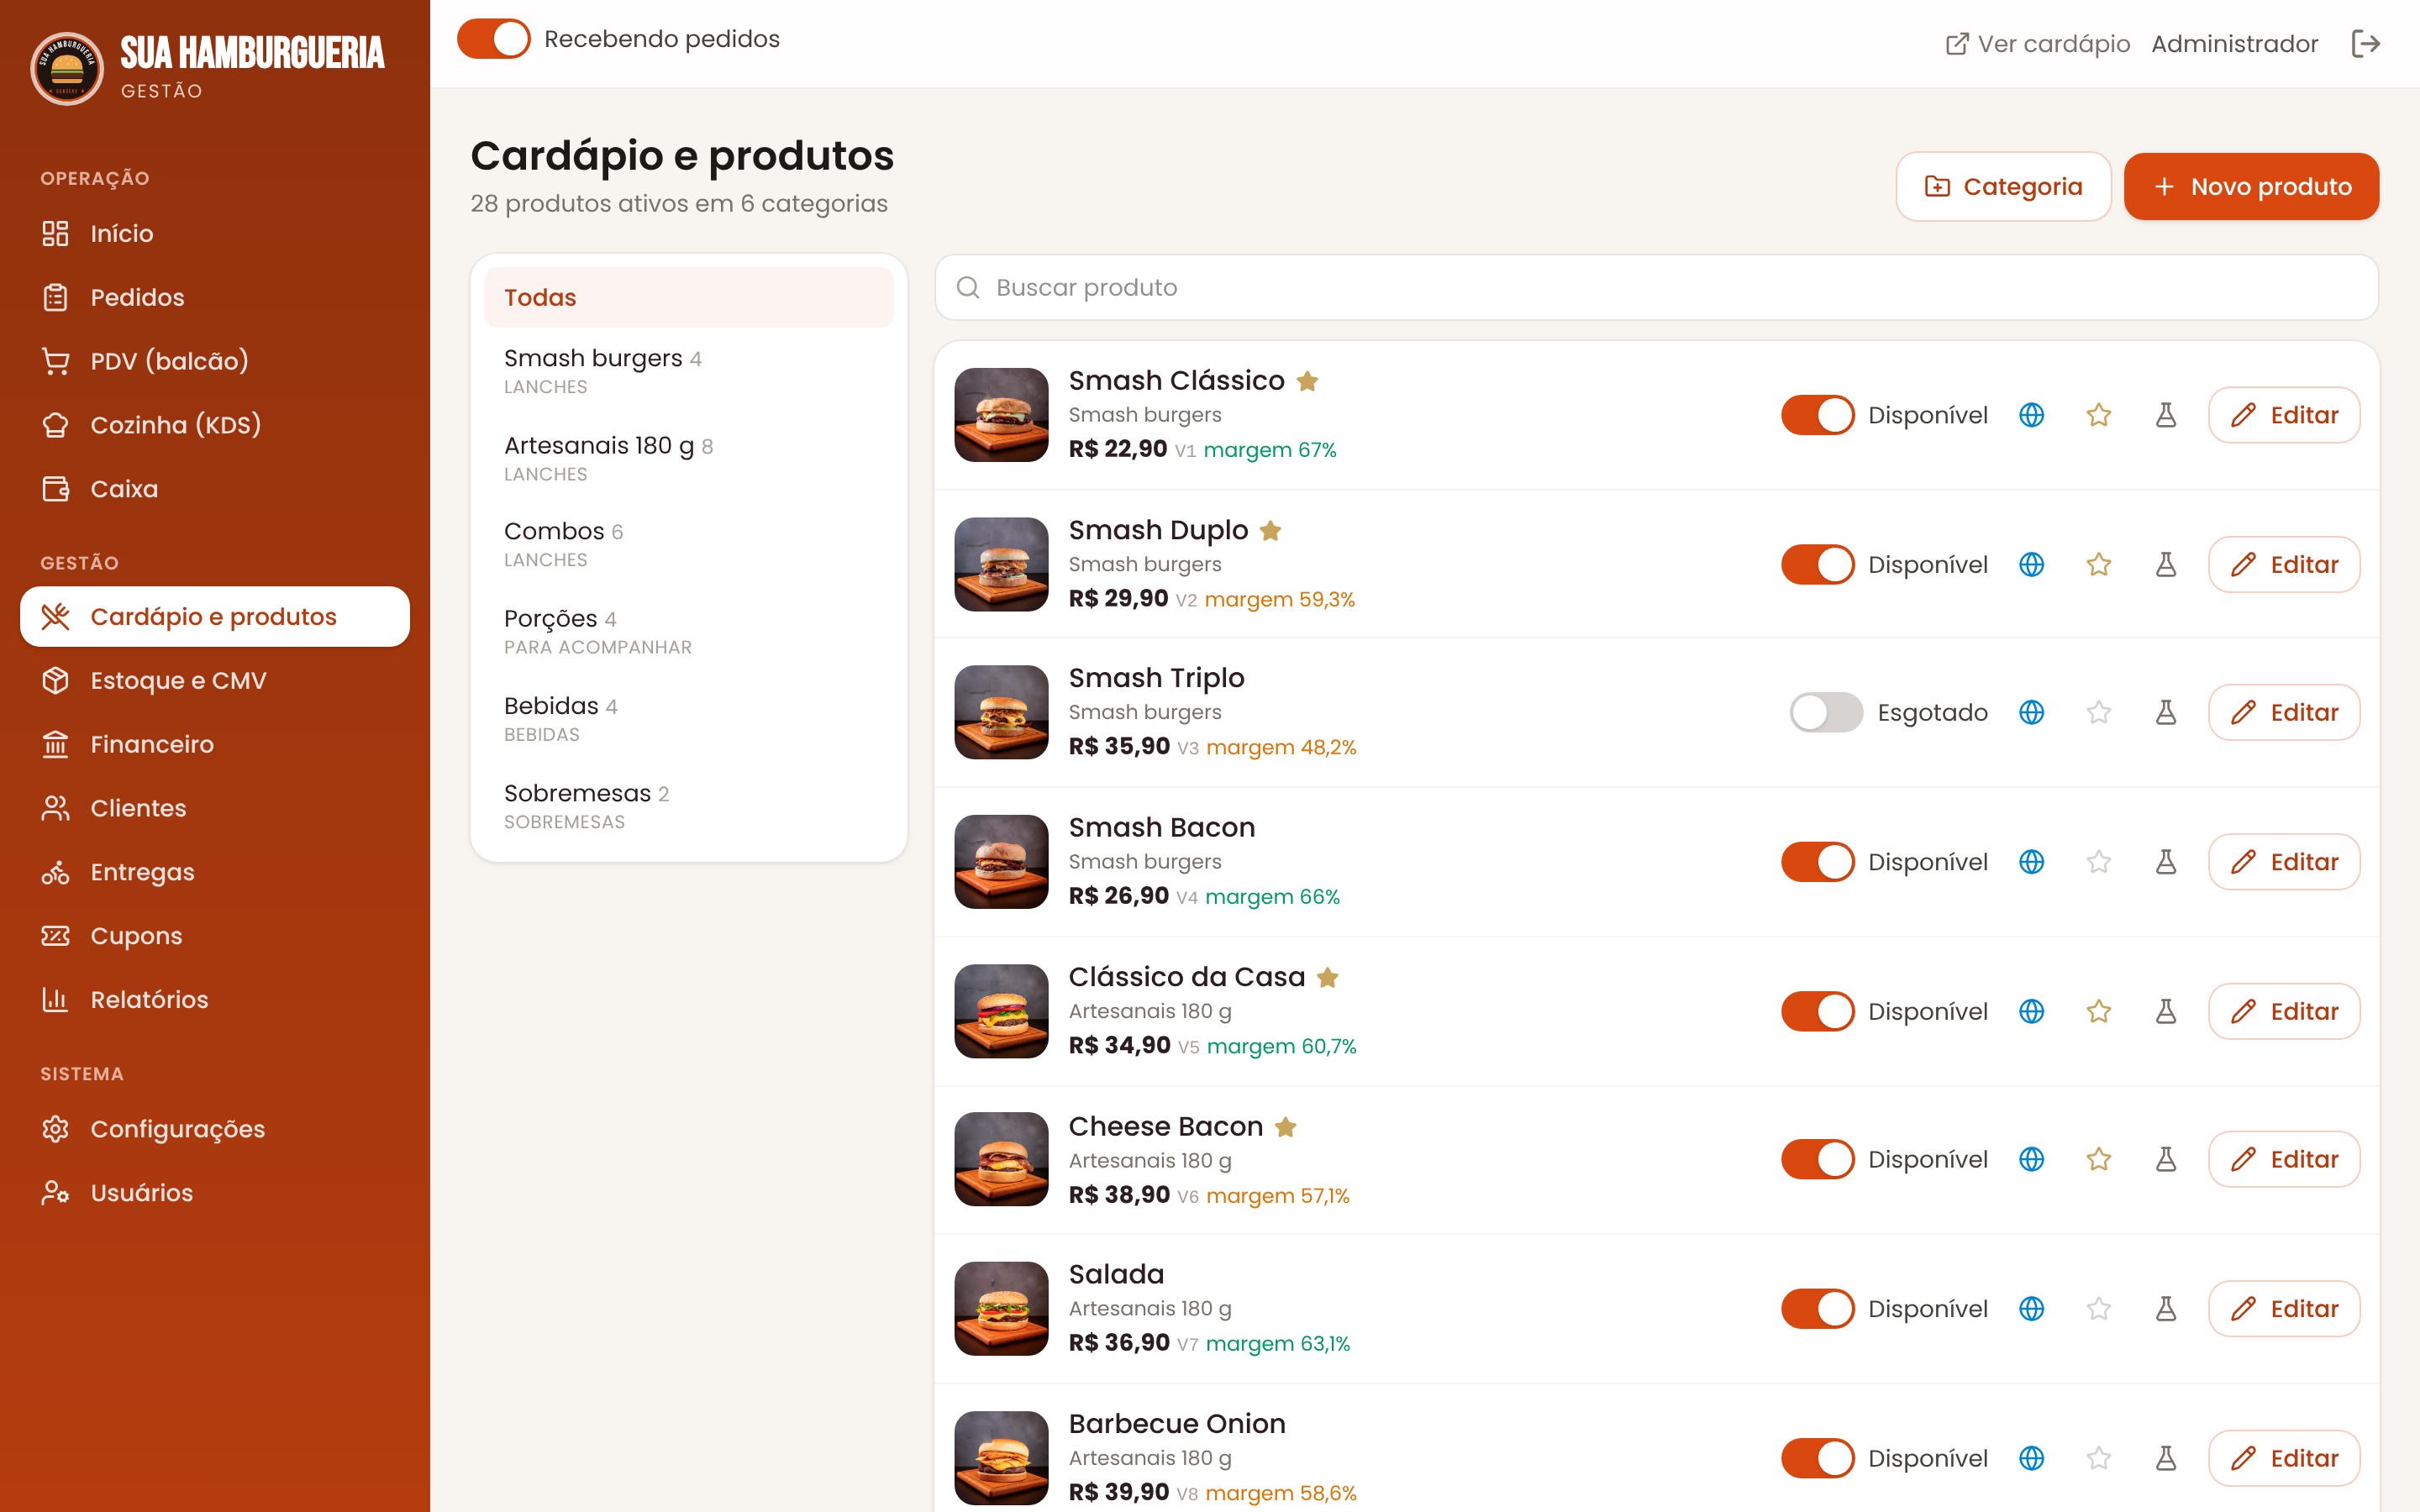 SUA HAMBURGUERIA
GESTÃO
OPERAÇÃO
Início
Pedidos
PDV (balcão)
Cozinha (KDS)
Caixa
GESTÃO
Cardápio e produtos
Estoque e CMV
Financeiro
Clientes
Entregas
Cupons
Relatórios
SISTEMA
Configurações
Usuários
Recebendo pedidos
Ver cardápio
Administrador
Cardápio e produtos
28 produtos ativos em 6 categorias
Categoria
Novo produto
Todas
Smash burgers 4
LANCHES
Artesanais 180 g 8
LANCHES
Combos 6
LANCHES
Porções 4
PARA ACOMPANHAR
Bebidas 4
BEBIDAS
Sobremesas 2
SOBREMESAS
Buscar produto
Smash Clássico
Smash burgers
R$ 22,90 V1 margem 67%
Disponível
Editar
Smash Duplo
Smash burgers
R$ 29,90 V2 margem 59,3%
Disponível
Editar
Smash Triplo
Smash burgers
R$ 35,90 V3 margem 48,2%
Esgotado
Editar
Smash Bacon
Smash burgers
R$ 26,90 V4 margem 66%
Disponível
Editar
Clássico da Casa
Artesanais 180 g
R$ 34,90 V5 margem 60,7%
Disponível
Editar
Cheese Bacon
Artesanais 180 g
R$ 38,90 V6 margem 57,1%
Disponível
Editar
Salada
Artesanais 180 g
R$ 36,90 V7 margem 63,1%
Disponível
Editar
Barbecue Onion
Artesanais 180 g
R$ 39,90 V8 margem 58,6%
Disponível
Editar